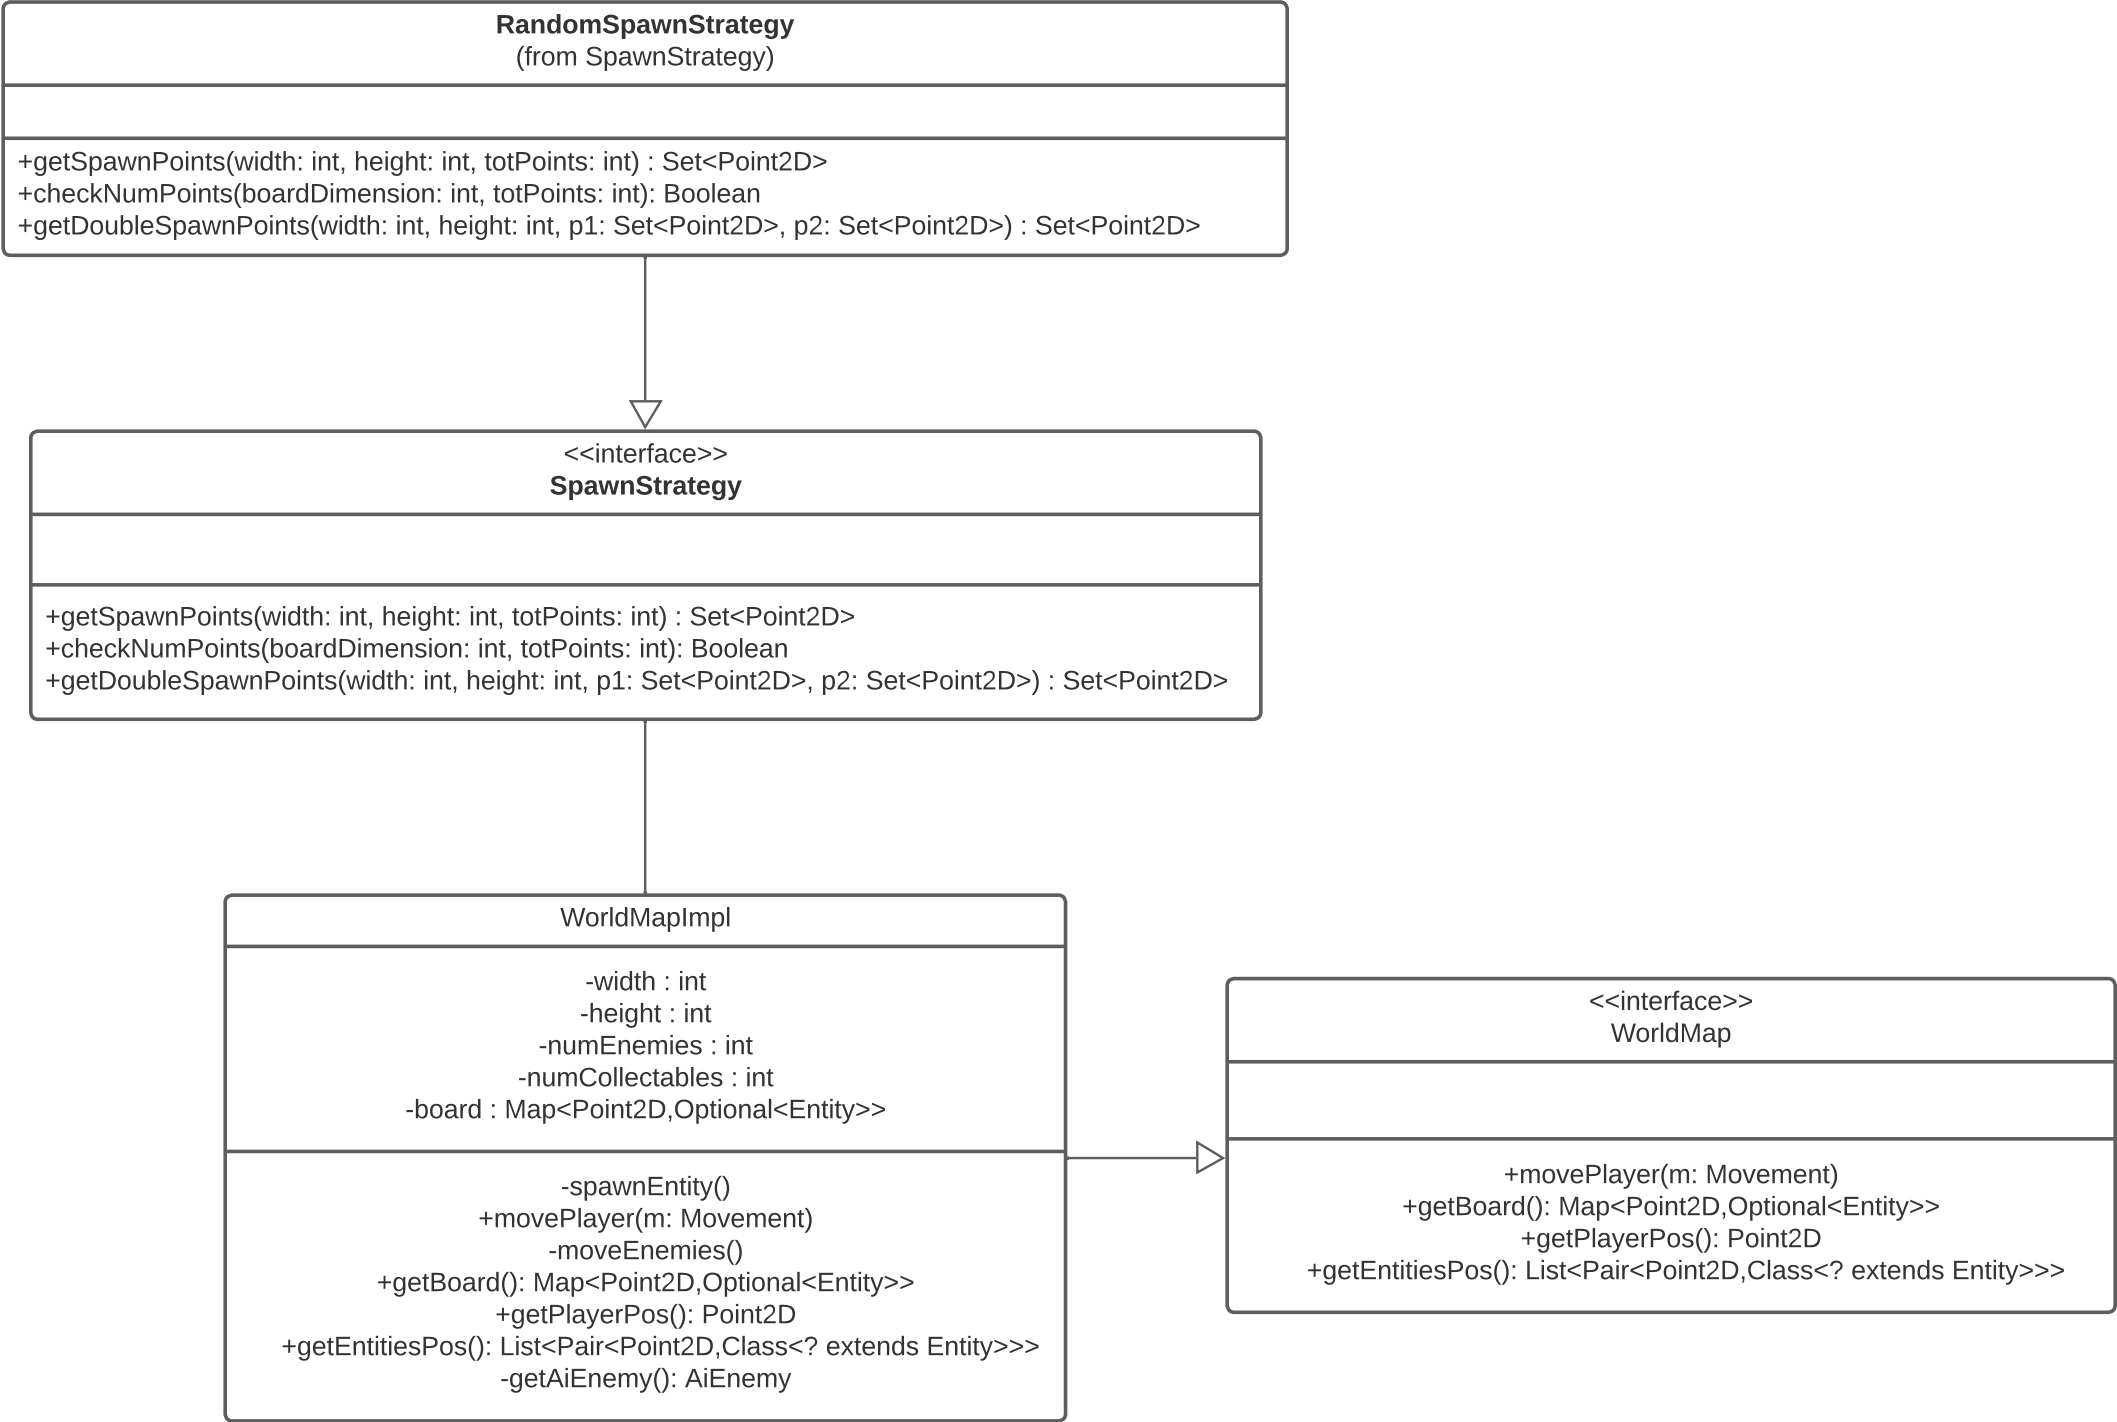 RandomSpawnStrategy
(from SpawnStrategy)
+getSpawnPoints(width: int, height: int, totPoints: int) : Set<Point2D>
+checkNumPoints(boardDimension: int, totPoints: int): Boolean
+getDoubleSpawnPoints(width: int, height: int, p1: Set<Point2D>, p2: Set<Point2D>) : Set<Point2D>
<<interface>>
SpawnStrategy
+getSpawnPoints(width: int, height: int, totPoints: int) : Set<Point2D>
+checkNumPoints(boardDimension: int, totPoints: int): Boolean
+getDoubleSpawnPoints(width: int, height: int, p1: Set<Point2D>, p2: Set<Point2D>) : Set<Point2D>
WorldMapImpl
-width : int
-height : int
-numEnemies : int
-numCollectables : int
-board : Map<Point2D,Optional<Entity>>
-spawnEntity()
+movePlayer(m: Movement)
-moveEnemies()
+getBoard(): Map<Point2D,Optional<Entity>>
+getPlayerPos(): Point2D
+getEntitiesPos(): List<Pair<Point2D,Class<? extends Entity>>>
-getAiEnemy(): AiEnemy
<<interface>>
WorldMap
+movePlayer(m: Movement)
+getBoard(): Map<Point2D,Optional<Entity>>
+getPlayerPos(): Point2D
+getEntitiesPos(): List<Pair<Point2D,Class<? extends Entity>>>